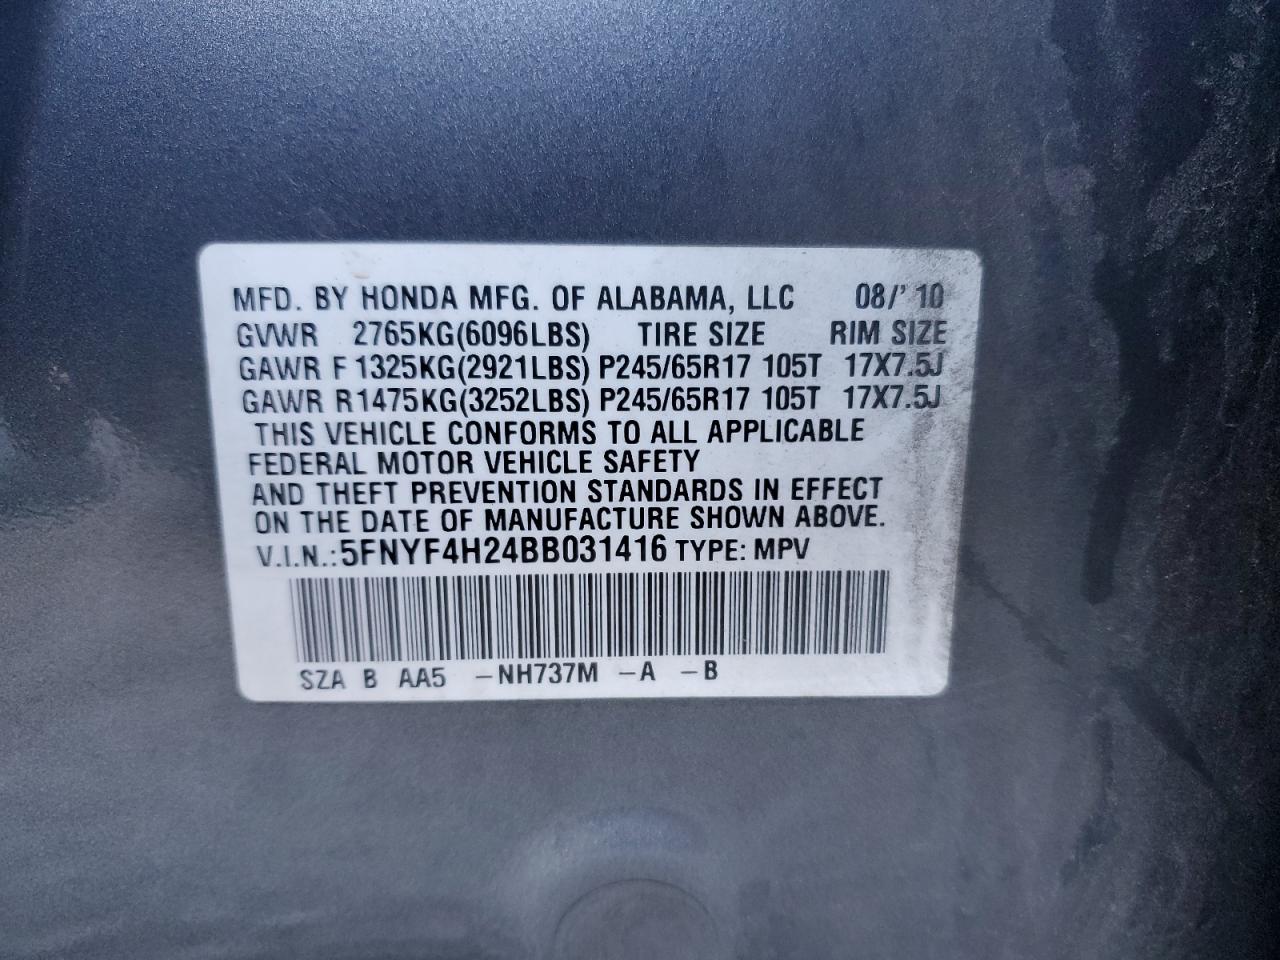 MFD. BY HONDA MFG. OF ALABAMA, LLC 08/'10
GVWR 2765KG(6096LBS) TIRE SIZE RIM SIZE
GAWR F 1325KG(2921LBS) P245/65R17 105T 17X7.5J
GAWR R1475KG(3252LBS) P245/65R17 105T 17X7.5J
THIS VEHICLE CONFORMS TO ALL APPLICABLE
FEDERAL MOTOR VEHICLE SAFETY
AND THEFT PREVENTION STANDARDS IN EFFECT
ON THE DATE OF MANUFACTURE SHOWN ABOVE.
V.I.N.:5FNYF4H24BB031416 TYPE: MPV
SZA B AA5 -NH737M -A -B